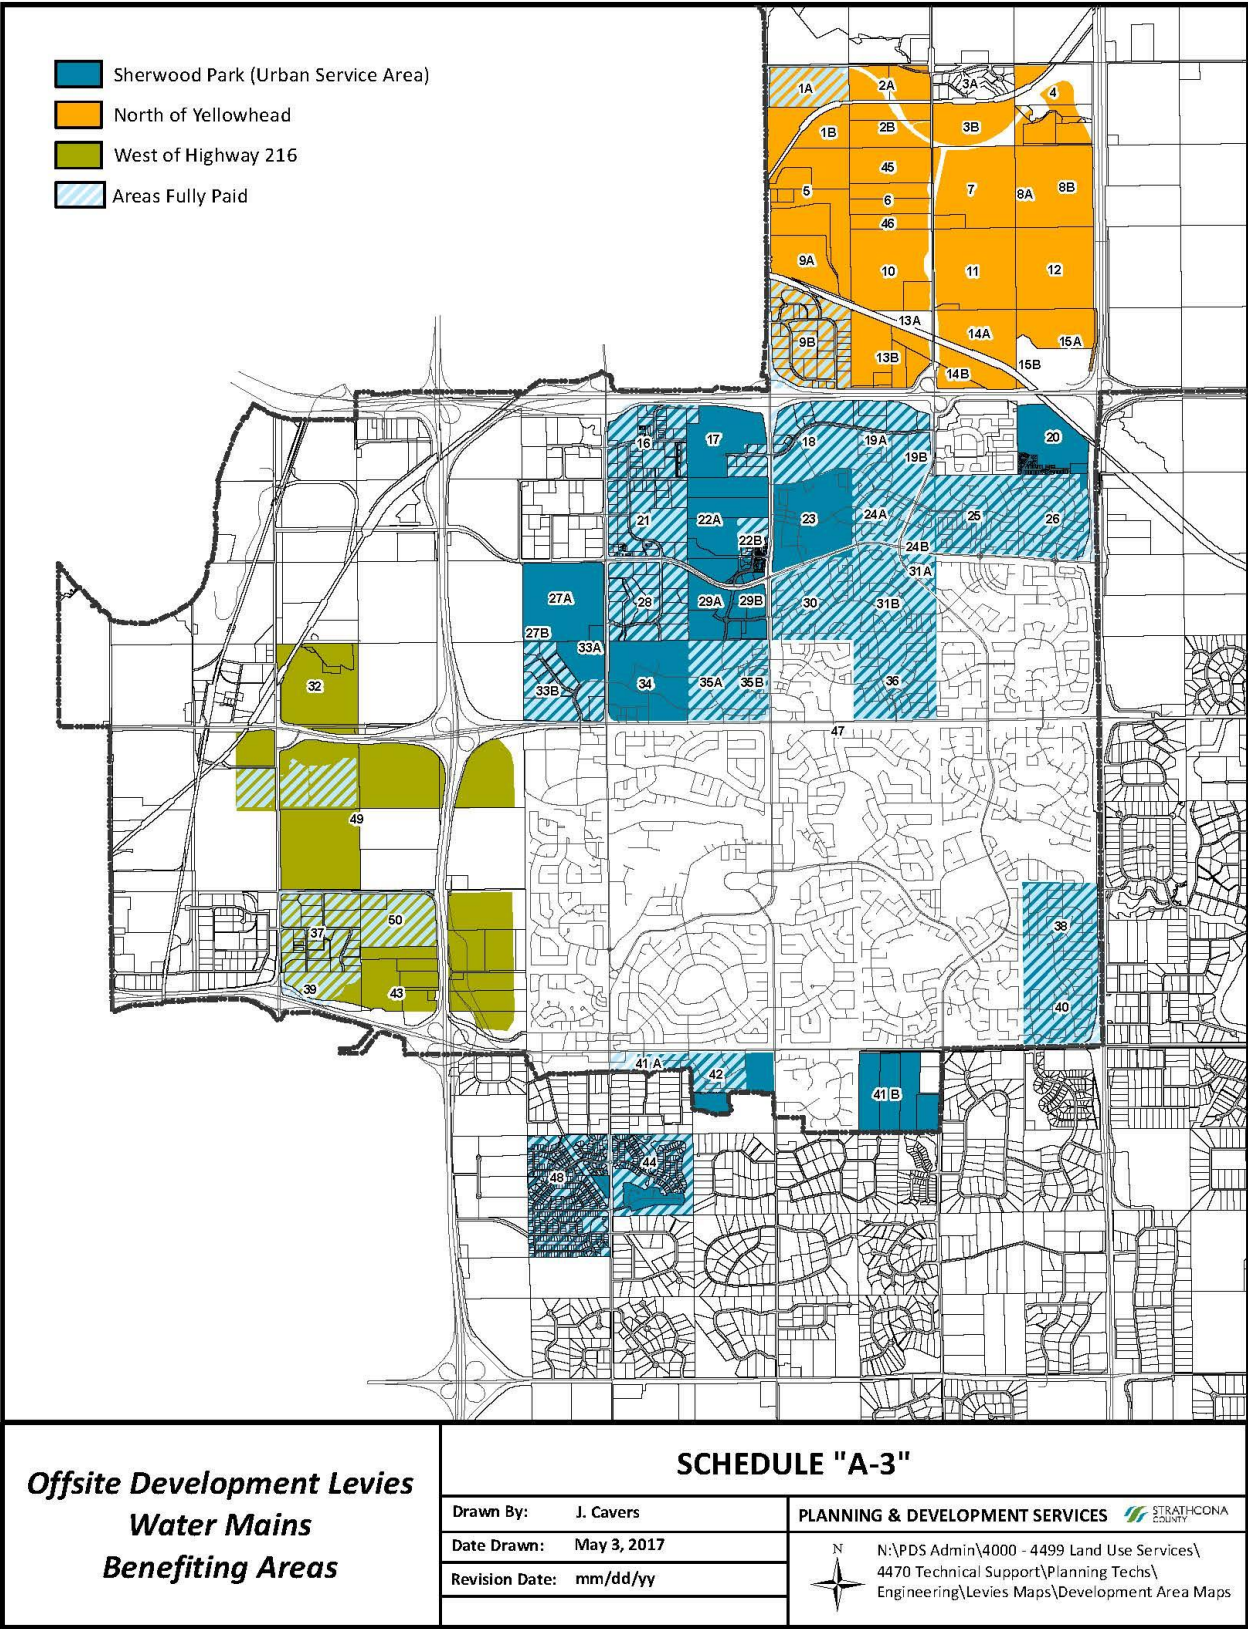 Sherwood Park (Urban Service Area)
North of Yellowhead
West of Highway 216
Areas Fully Paid
1A
2A
3A
4
1B
2B
3B
45
5
6
7
8A
8B
46
9A
10
11
12
13A
14A
15A
9B
13B
14B
15B
16
17
18
19A
19B
20
21
22A
22B
23
24A
24B
25
26
27A
27B
28
29A
29B
30
31A
31B
32
33A
33B
34
35A
35B
36
47
49
37
50
38
39
43
40
41 A
42
41 B
44
48
Offsite Development Levies
Water Mains
Benefiting Areas
SCHEDULE "A-3"
Drawn By: J. Cavers
Date Drawn: May 3, 2017
Revision Date: mm/dd/yy
PLANNING & DEVELOPMENT SERVICES
STRATHCONA
COUNTY
N
N:\PDS Admin\4000 - 4499 Land Use Services\
4470 Technical Support\Planning Techs\
Engineering\Levies Maps\Development Area Maps